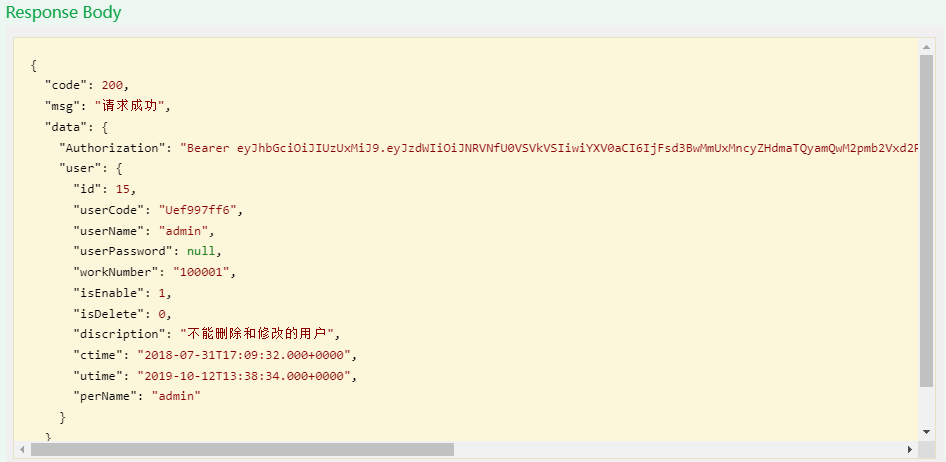 Response Body
{
"code": 200,
"msg": "请求成功",
"data": {
"Authorization": "Bearer eyJhbGciOiJIUzUxMiJ9.eyJzdWIiOiJNRVNfU0VSVkVSIiwiYXV0aCI6IjFsd3BwMmUxMncyZHdmaTQyamQwM2pmb2Vxd2F
"user": {
"id": 15,
"userCode": "Uef997ff6",
"userName": "admin",
"userPassword": null,
"workNumber": "100001",
"isEnable": 1,
"isDelete": 0,
"discription": "不能删除和修改的用户",
"ctime": "2018-07-31T17:09:32.000+0000",
"utime": "2019-10-12T13:38:34.000+0000",
"perName": "admin"
}
}